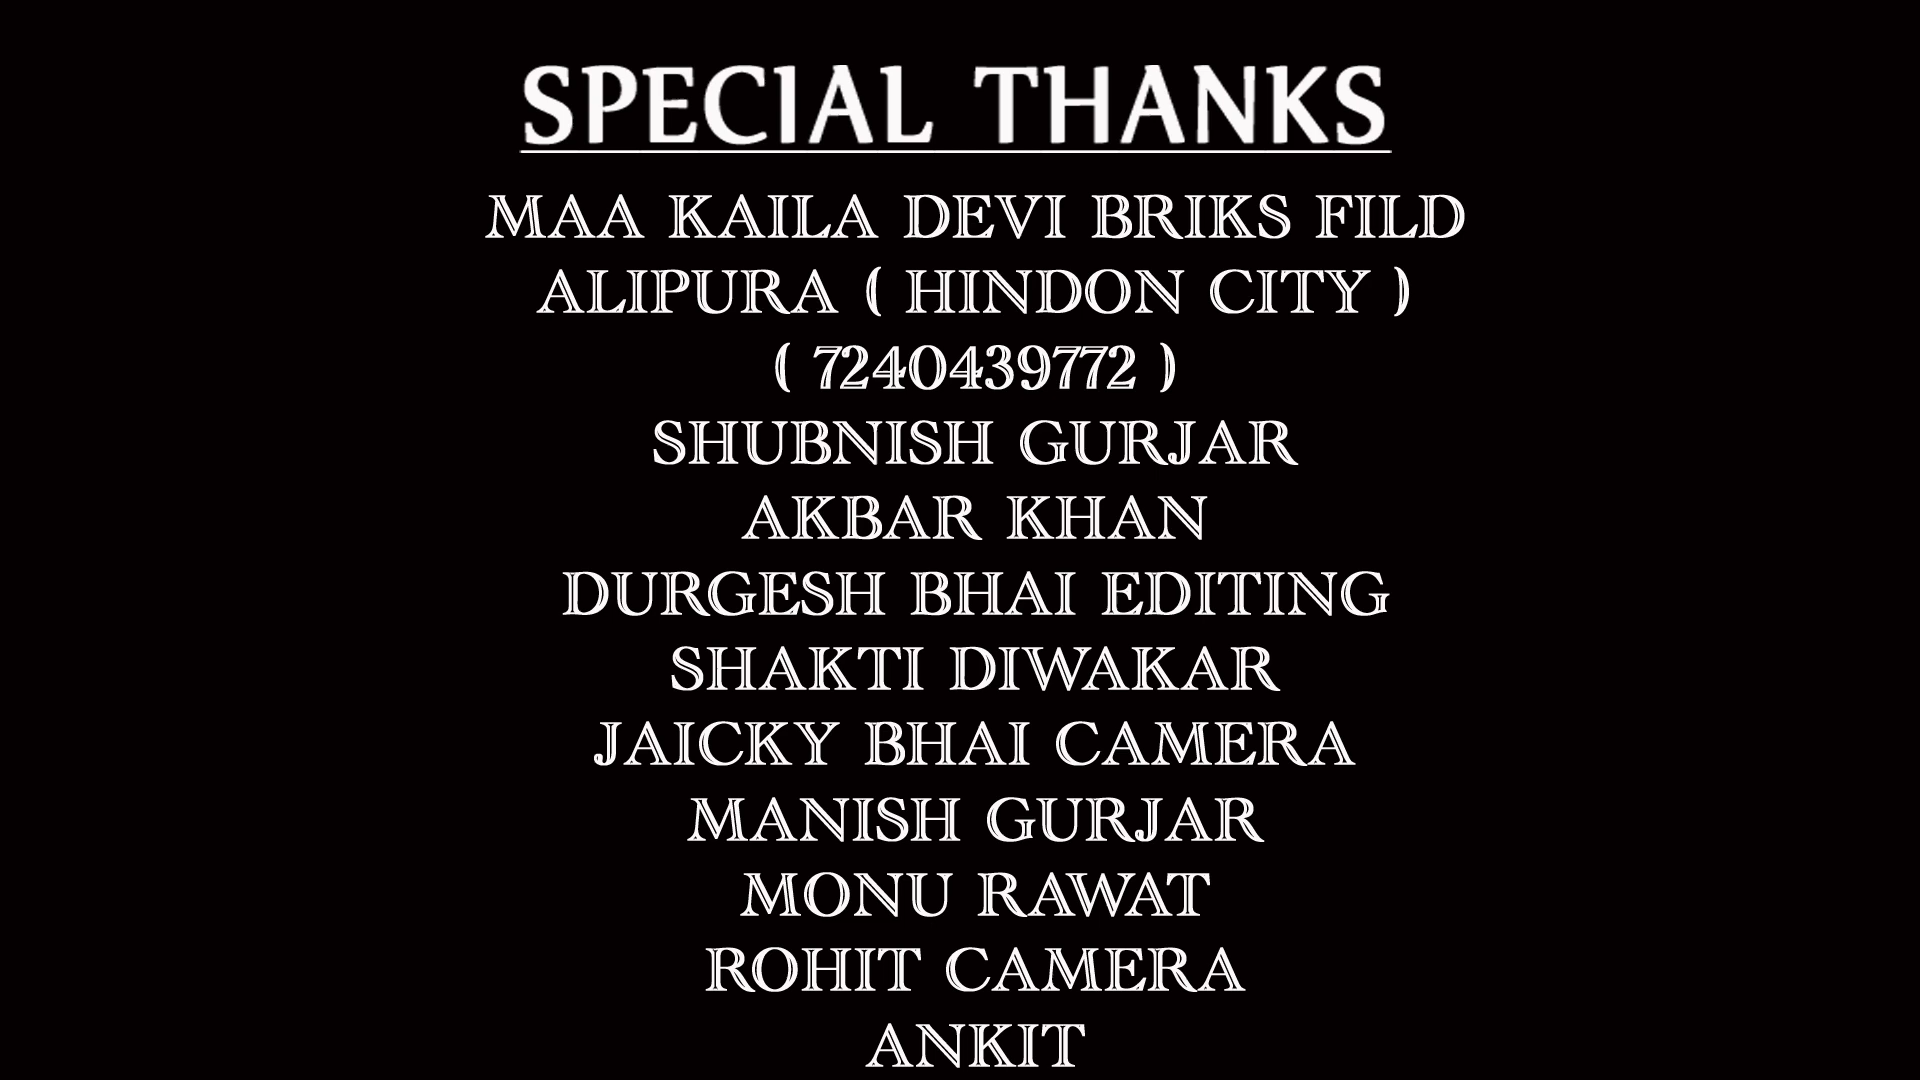 SPECIAL THANKS
MAA KAILA DEVI BRIKS FILD
ALIPURA ( HINDON CITY )
( 7240439772 )
SHUBNISH GURJAR
AKBAR KHAN
DURGESH BHAI EDITING
SHAKTI DIWAKAR
JAICKY BHAI CAMERA
MANISH GURJAR
MONU RAWAT
ROHIT CAMERA
ANKIT